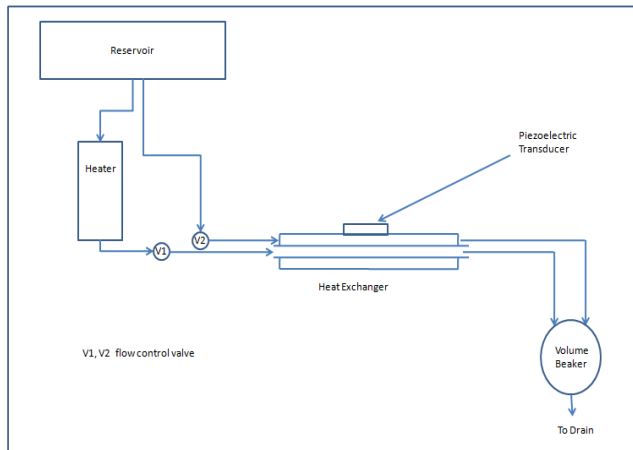 Reservoir
Piezoelectric
Transducer
Heater
V2
V1
Heat Exchanger
V1, V2 flow control valve
Volume
Beaker
To Drain